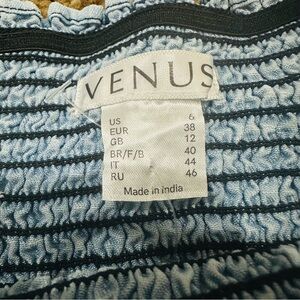 VENUS
US 6
EUR 38
GB 12
BR/F/B 40
IT 44
RU 46
Made in India